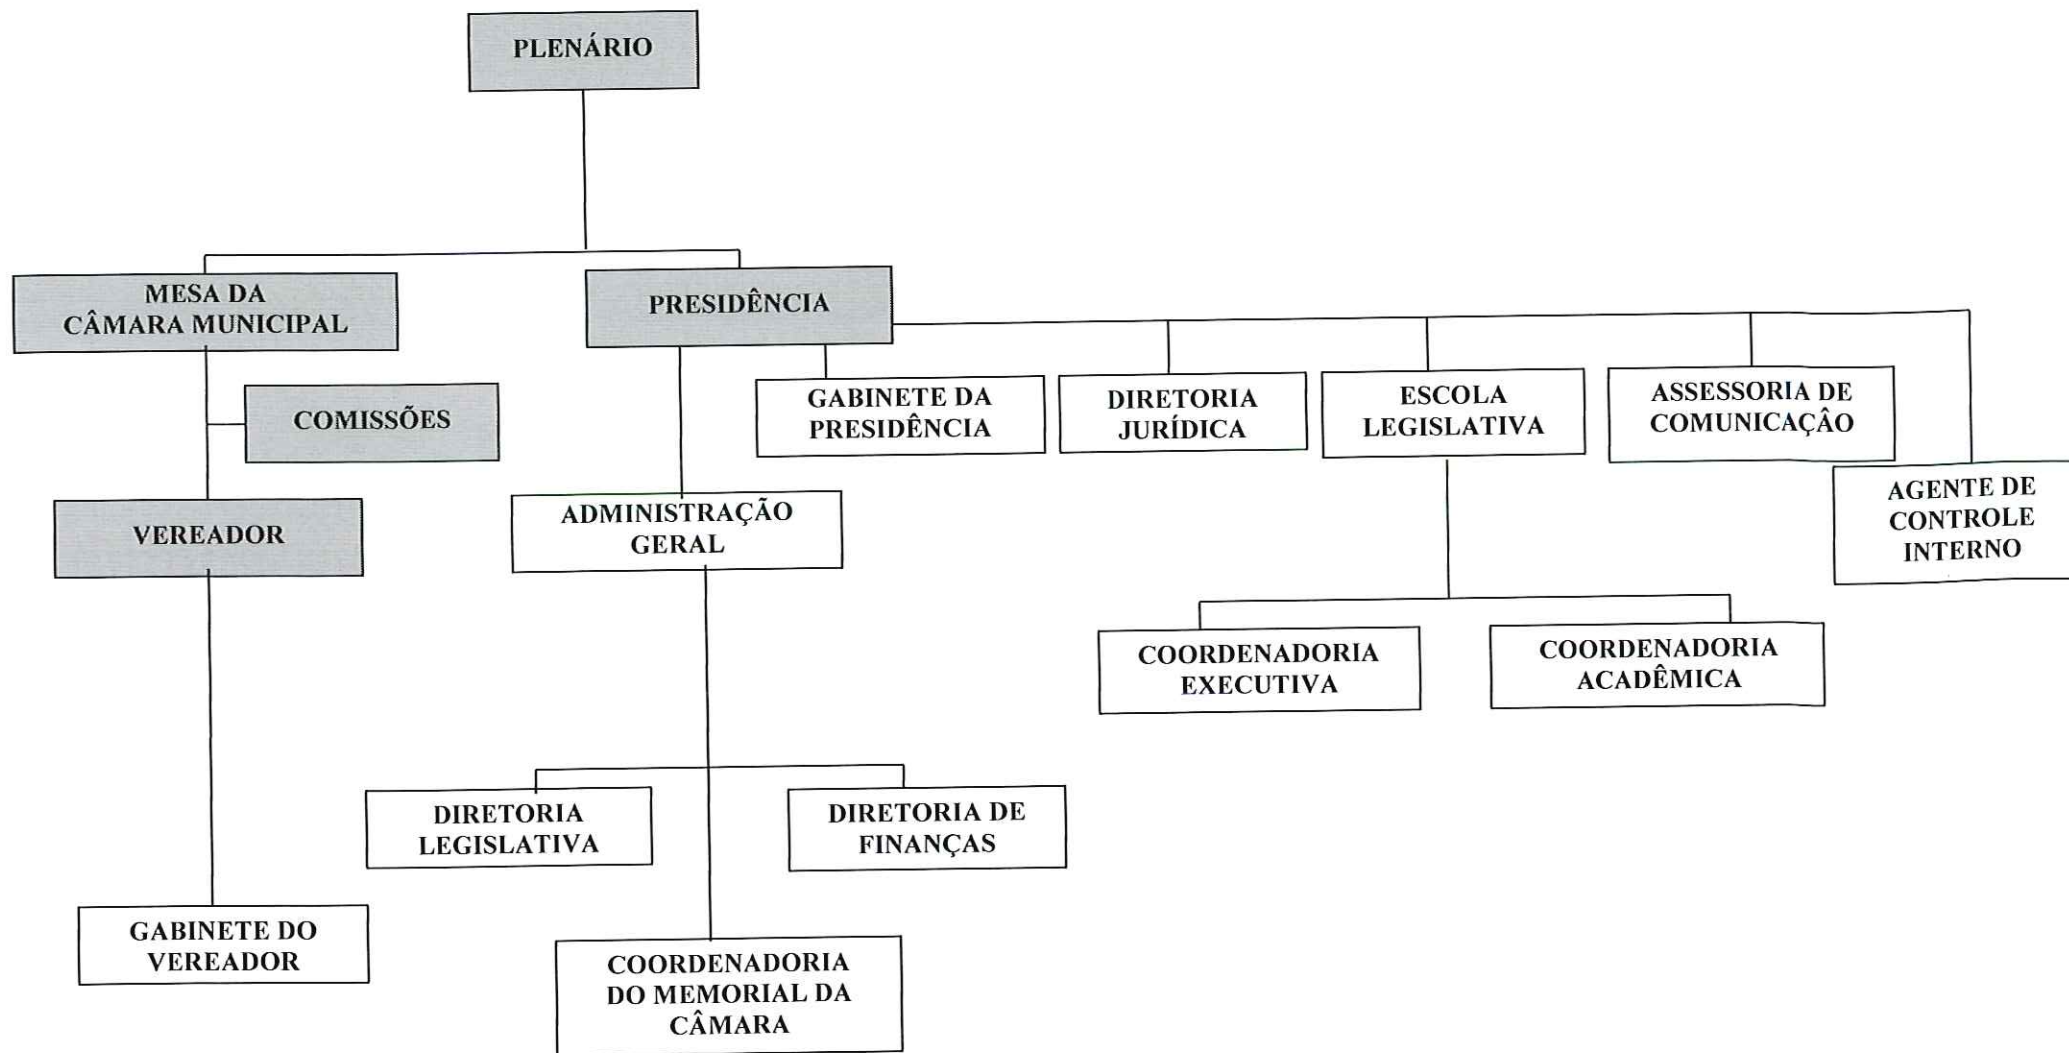 PLENÁRIO
MESA DA
CÂMARA MUNICIPAL
PRESIDÊNCIA
COMISSÕES
GABINETE DA
PRESIDÊNCIA
DIRETORIA
JURÍDICA
ESCOLA
LEGISLATIVA
ASSESSORIA DE
COMUNICAÇÃO
AGENTE DE
CONTROLE
INTERNO
VEREADOR
ADMINISTRAÇÃO
GERAL
COORDENADORIA
EXECUTIVA
COORDENADORIA
ACADÊMICA
DIRETORIA
LEGISLATIVA
DIRETORIA DE
FINANÇAS
GABINETE DO
VEREADOR
COORDENADORIA
DO MEMORIAL DA
CÂMARA